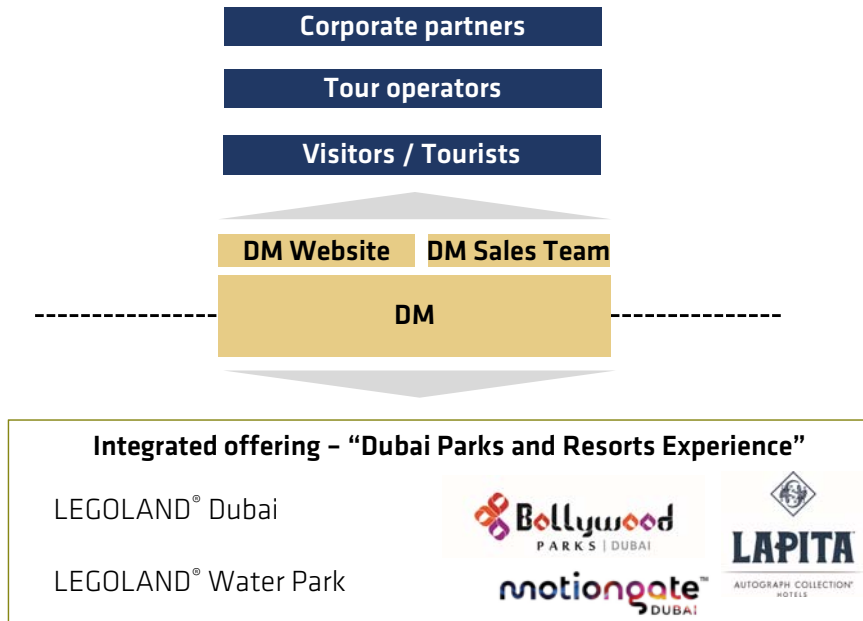 Corporate partners
Tour operators
Visitors / Tourists
DM Website
DM Sales Team
DM
Integrated offering – “Dubai Parks and Resorts Experience”
LEGOLAND® Dubai
LEGOLAND® Water Park
Bollywood
PARKS | DUBAI
motiongate™
DUBAI
LAPITA
AUTOGRAPH COLLECTION®
HOTELS